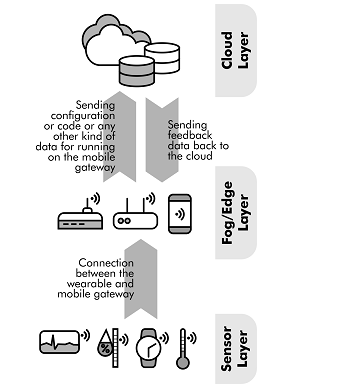 Cloud
Layer
Sending
configuration
or code or any
other kind of
data for running
on the mobile
gateway
Sending
feedback
data back to
the cloud
Fog/Edge
Layer
Connection
between the
wearable and
mobile gateway
%
Sensor
Layer